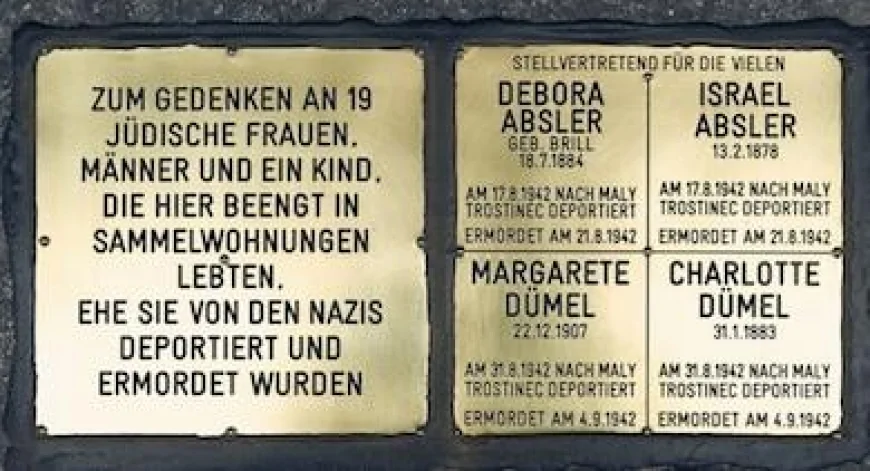 ZUM GEDENKEN AN 19
JÜDISCHE FRAUEN,
MÄNNER UND EIN KIND,
DIE HIER BEENGT IN
SAMMELWOHNUNGEN
LEBTEN,
EHE SIE VON DEN NAZIS
DEPORTIERT UND
ERMORDET WURDEN
STELLVERTRETEND FÜR DIE VIELEN
DEBORA
ABSLER
GEB. BRILL
18.7.1884
AM 17.8.1942 NACH MALY
TROSTINEC DEPORTIERT
ERMORDET AM 21.8.1942
ISRAEL
ABSLER
13.2.1878
AM 17.8.1942 NACH MALY
TROSTINEC DEPORTIERT
ERMORDET AM 21.8.1942
MARGARETE
DÜMEL
22.12.1907
AM 31.8.1942 NACH MALY
TROSTINEC DEPORTIERT
ERMORDET AM 4.9.1942
CHARLOTTE
DÜMEL
31.1.1883
AM 31.8.1942 NACH MALY
TROSTINEC DEPORTIERT
ERMORDET AM 4.9.1942